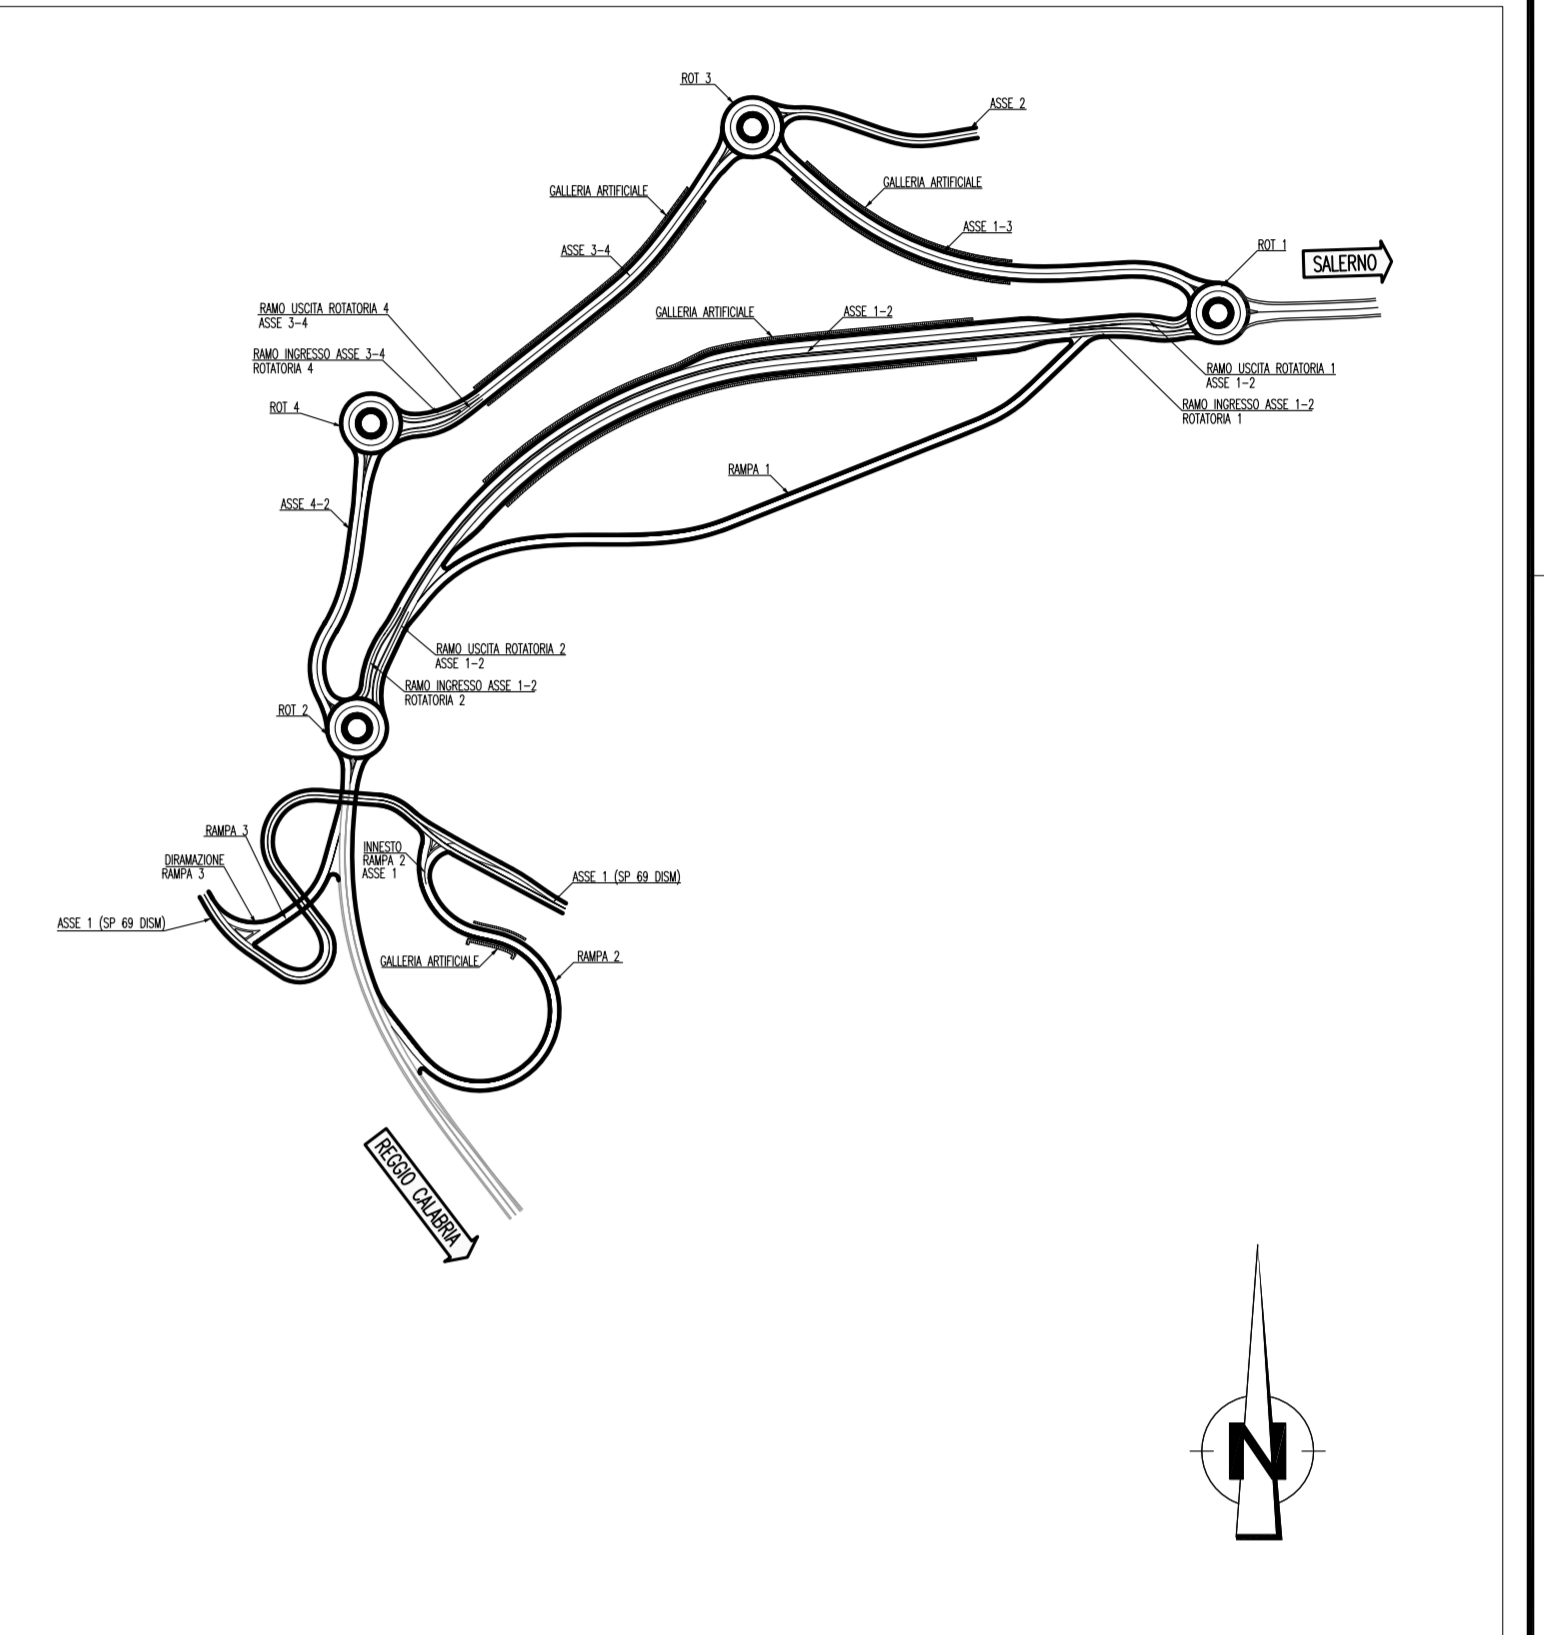 ROT 3
ASSE 2
GALLERIA ARTIFICIALE
GALLERIA ARTIFICIALE
ASSE 1-3
ASSE 3-4
ROT 1
SALERNO
RAMO USCITA ROTATORIA 4
ASSE 3-4
GALLERIA ARTIFICIALE
ASSE 1-2
RAMO INGRESSO ASSE 3-4
ROTATORIA 4
RAMO USCITA ROTATORIA 1
ASSE 1-2
ROT 4
RAMO INGRESSO ASSE 1-2
ROTATORIA 1
RAMPA 1
ASSE 4-2
RAMO USCITA ROTATORIA 2
ASSE 1-2
RAMO INGRESSO ASSE 1-2
ROTATORIA 2
ROT 2
RAMPA 3
INNESTO
RAMPA 2
ASSE 1
DIRAMAZIONE
RAMPA 3
ASSE 1 (SP 69 DISM)
ASSE 1 (SP 69 DISM)
GALLERIA ARTIFICIALE
RAMPA 2
REGGIO CALABRIA
N